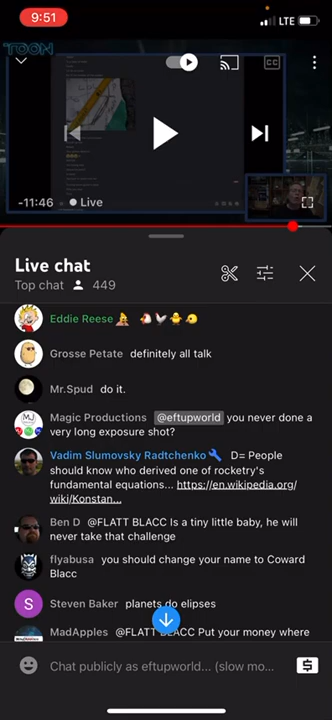 9:51
LTE
TOON
CC
-11:46
Live
Live chat
Top chat 449
Eddie Reese
Grosse Petate definitely all talk
Mr.Spud do it.
Magic Productions @eftupworld you never done a
very long exposure shot?
Vadim Slumovsky Radtchenko D= People
should know who derived one of rocketry's
fundamental equations... https://en.wikipedia.org/
wiki/Konstan...
Ben D @FLATT BLACC Is a tiny little baby, he will
never take that challenge
flyabusa you should change your name to Coward
Blacc
S
Steven Baker planets do elipses
MadApples @FLATT BLACC Put your money where
Chat publicly as eftupworld... (slow mo...
$